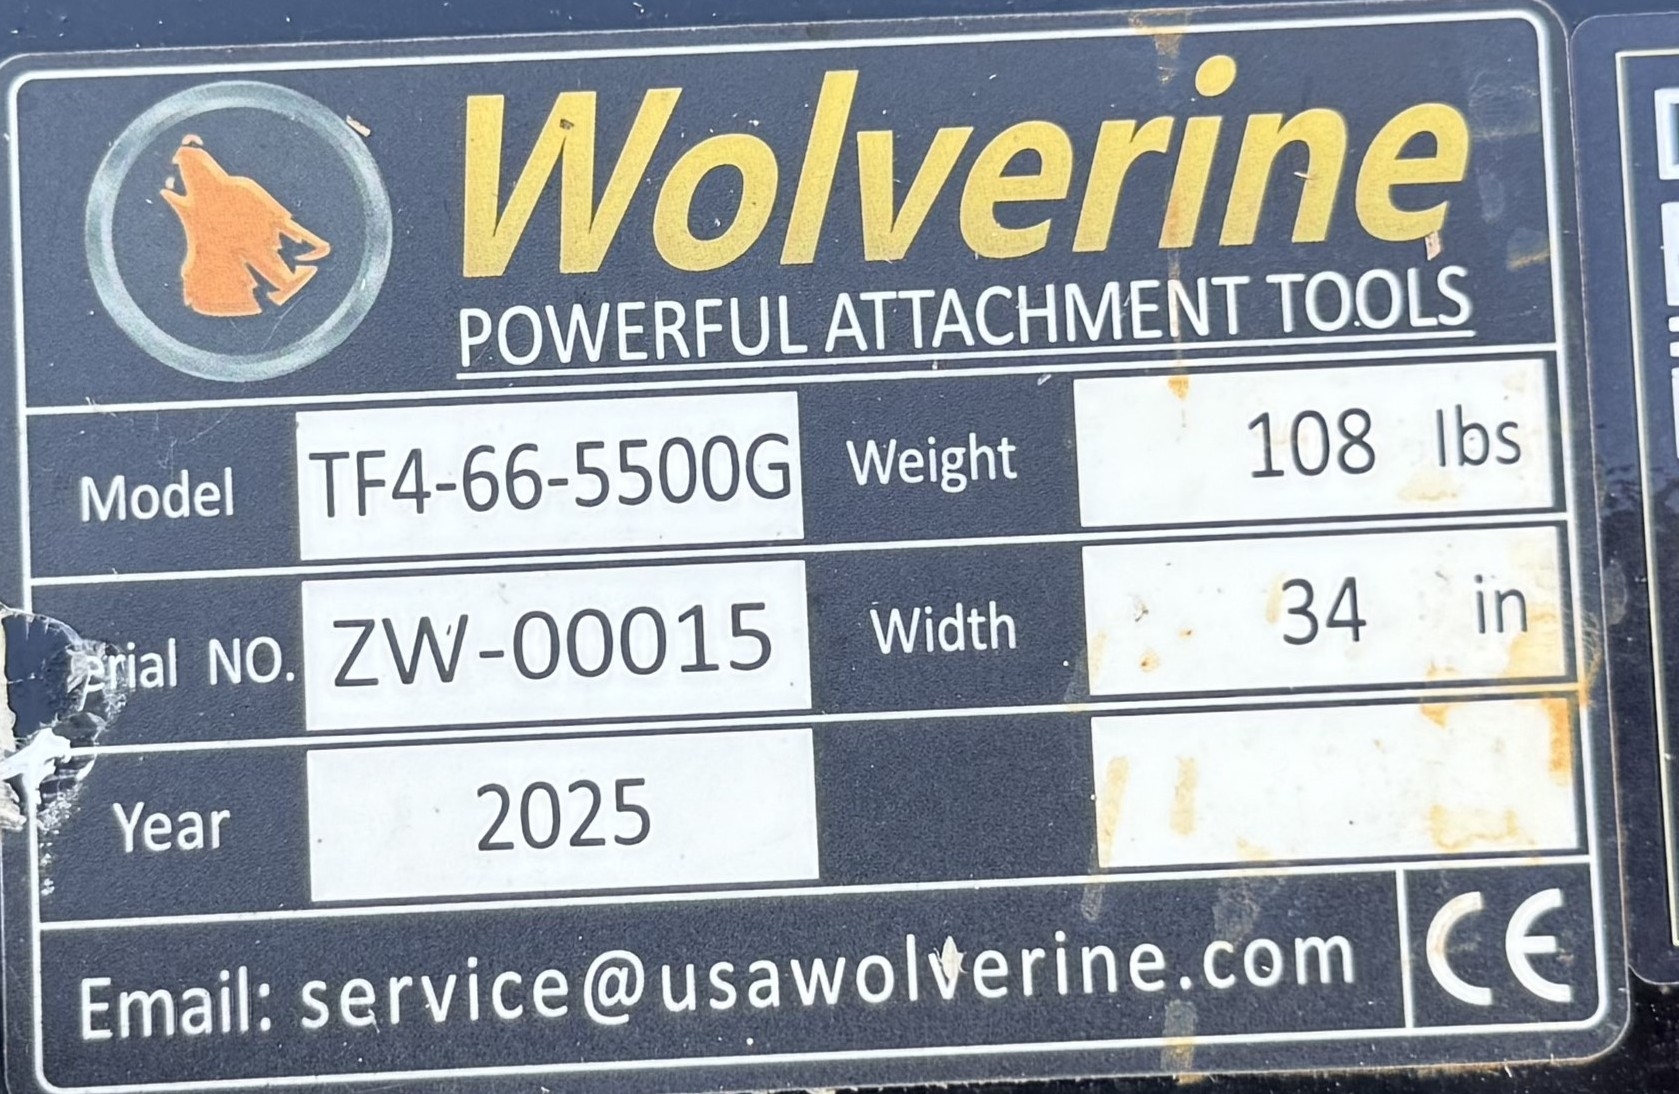 Wolverine
POWERFUL ATTACHMENT TOOLS
Model TF4-66-5500G Weight 108 lbs
erial NO. ZW-00015 Width 34 in
Year 2025
Email: service@usawolverine.com CE